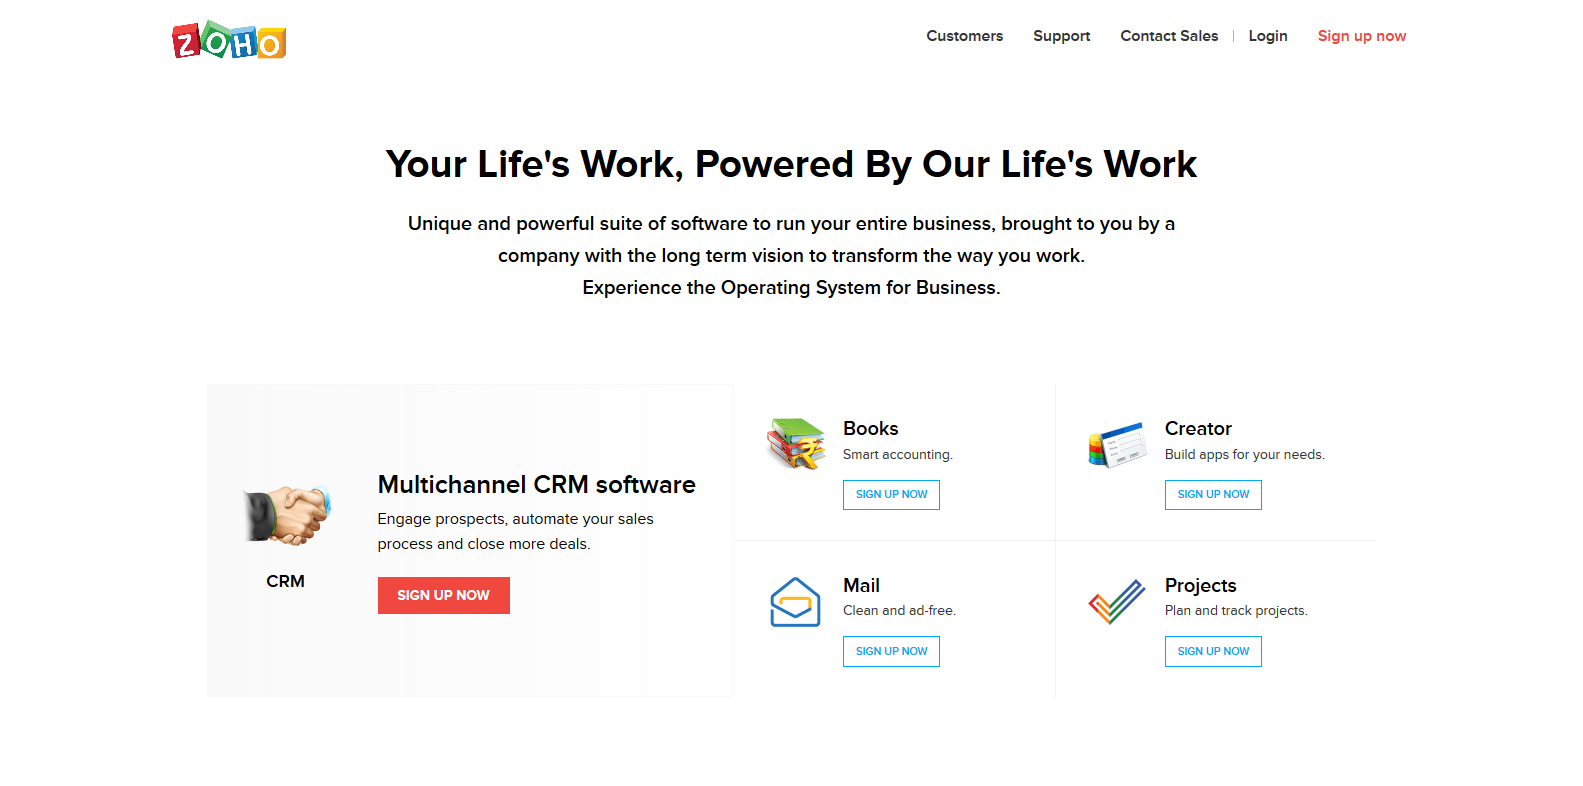 ZOHO
Customers
Support
Contact Sales
Login
Sign up now
Your Life's Work, Powered By Our Life's Work
Unique and powerful suite of software to run your entire business, brought to you by a
company with the long term vision to transform the way you work.
Experience the Operating System for Business.
CRM
Multichannel CRM software
Engage prospects, automate your sales
process and close more deals.
SIGN UP NOW
Books
Smart accounting.
SIGN UP NOW
Creator
Build apps for your needs.
SIGN UP NOW
Mail
Clean and ad-free.
SIGN UP NOW
Projects
Plan and track projects.
SIGN UP NOW